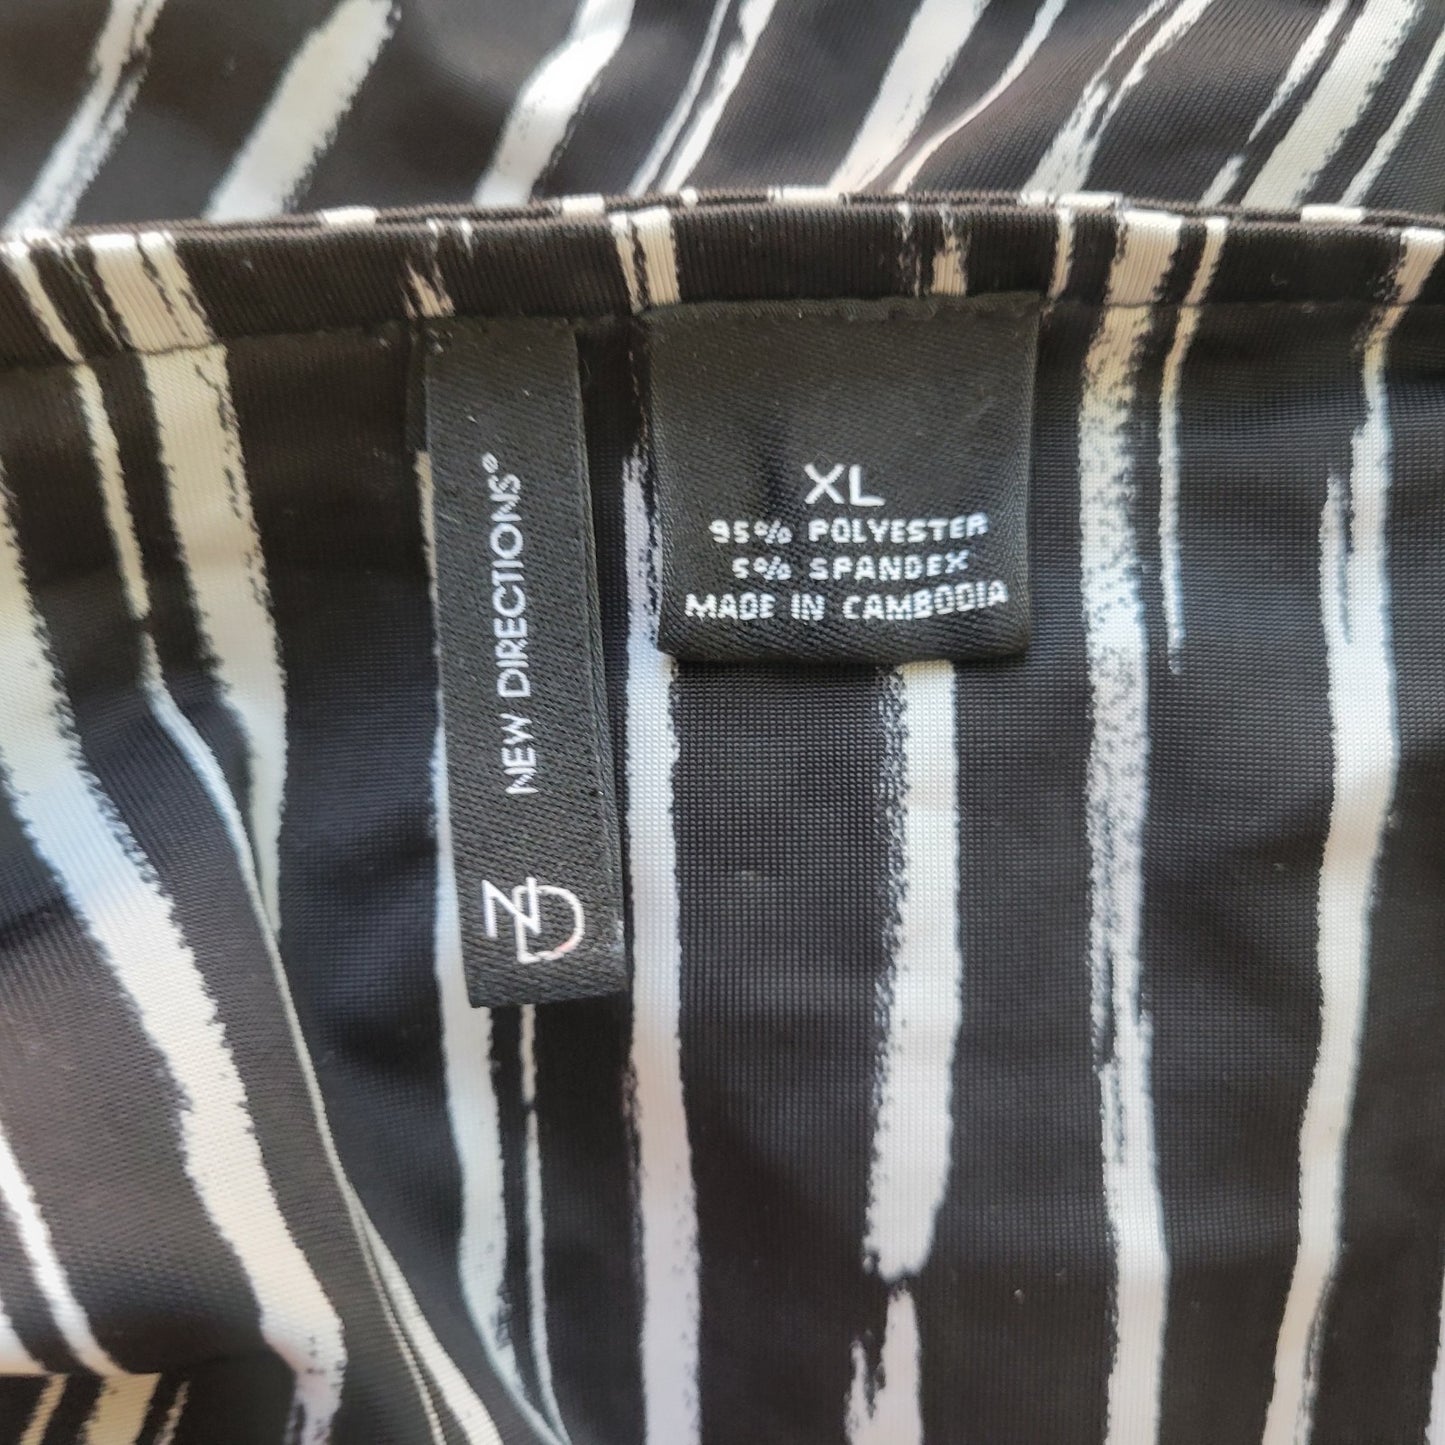 NEW DIRECTIONS®
ND
XL
95% POLYESTER
5% SPANDEX
MADE IN CAMBODIA